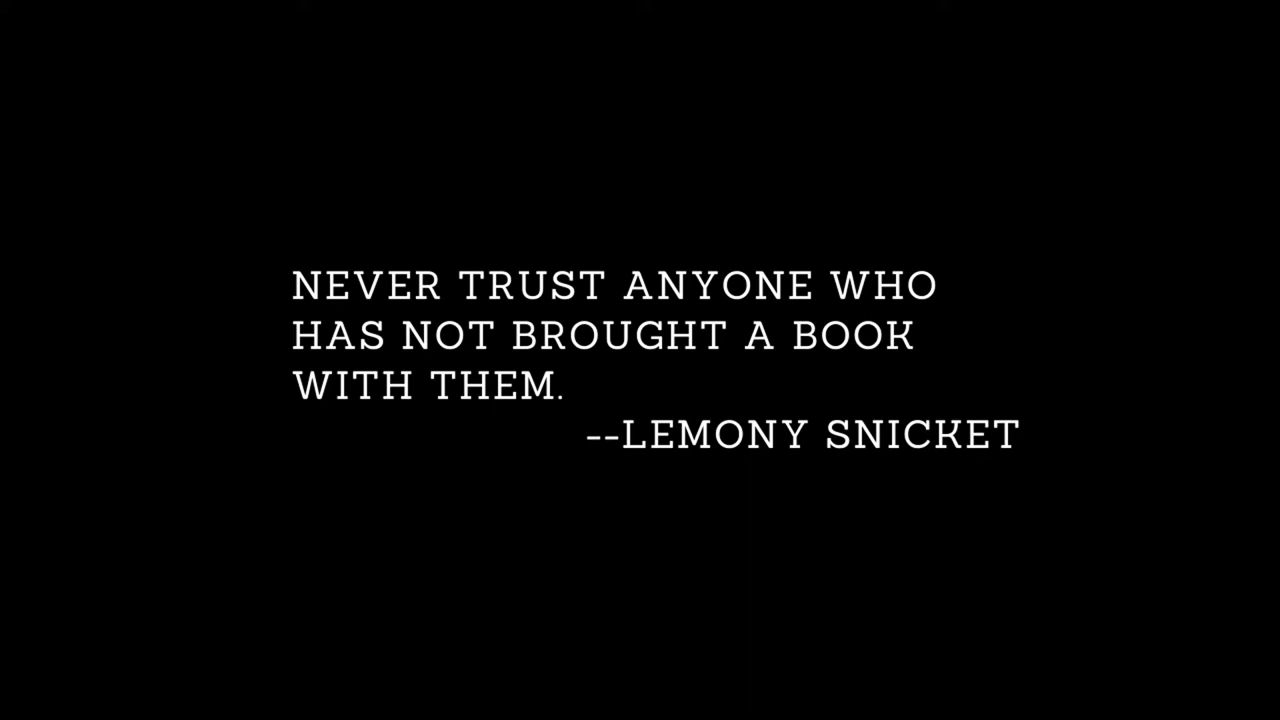 NEVER TRUST ANYONE WHO
HAS NOT BROUGHT A BOOK
WITH THEM.
--LEMONY SNICKET